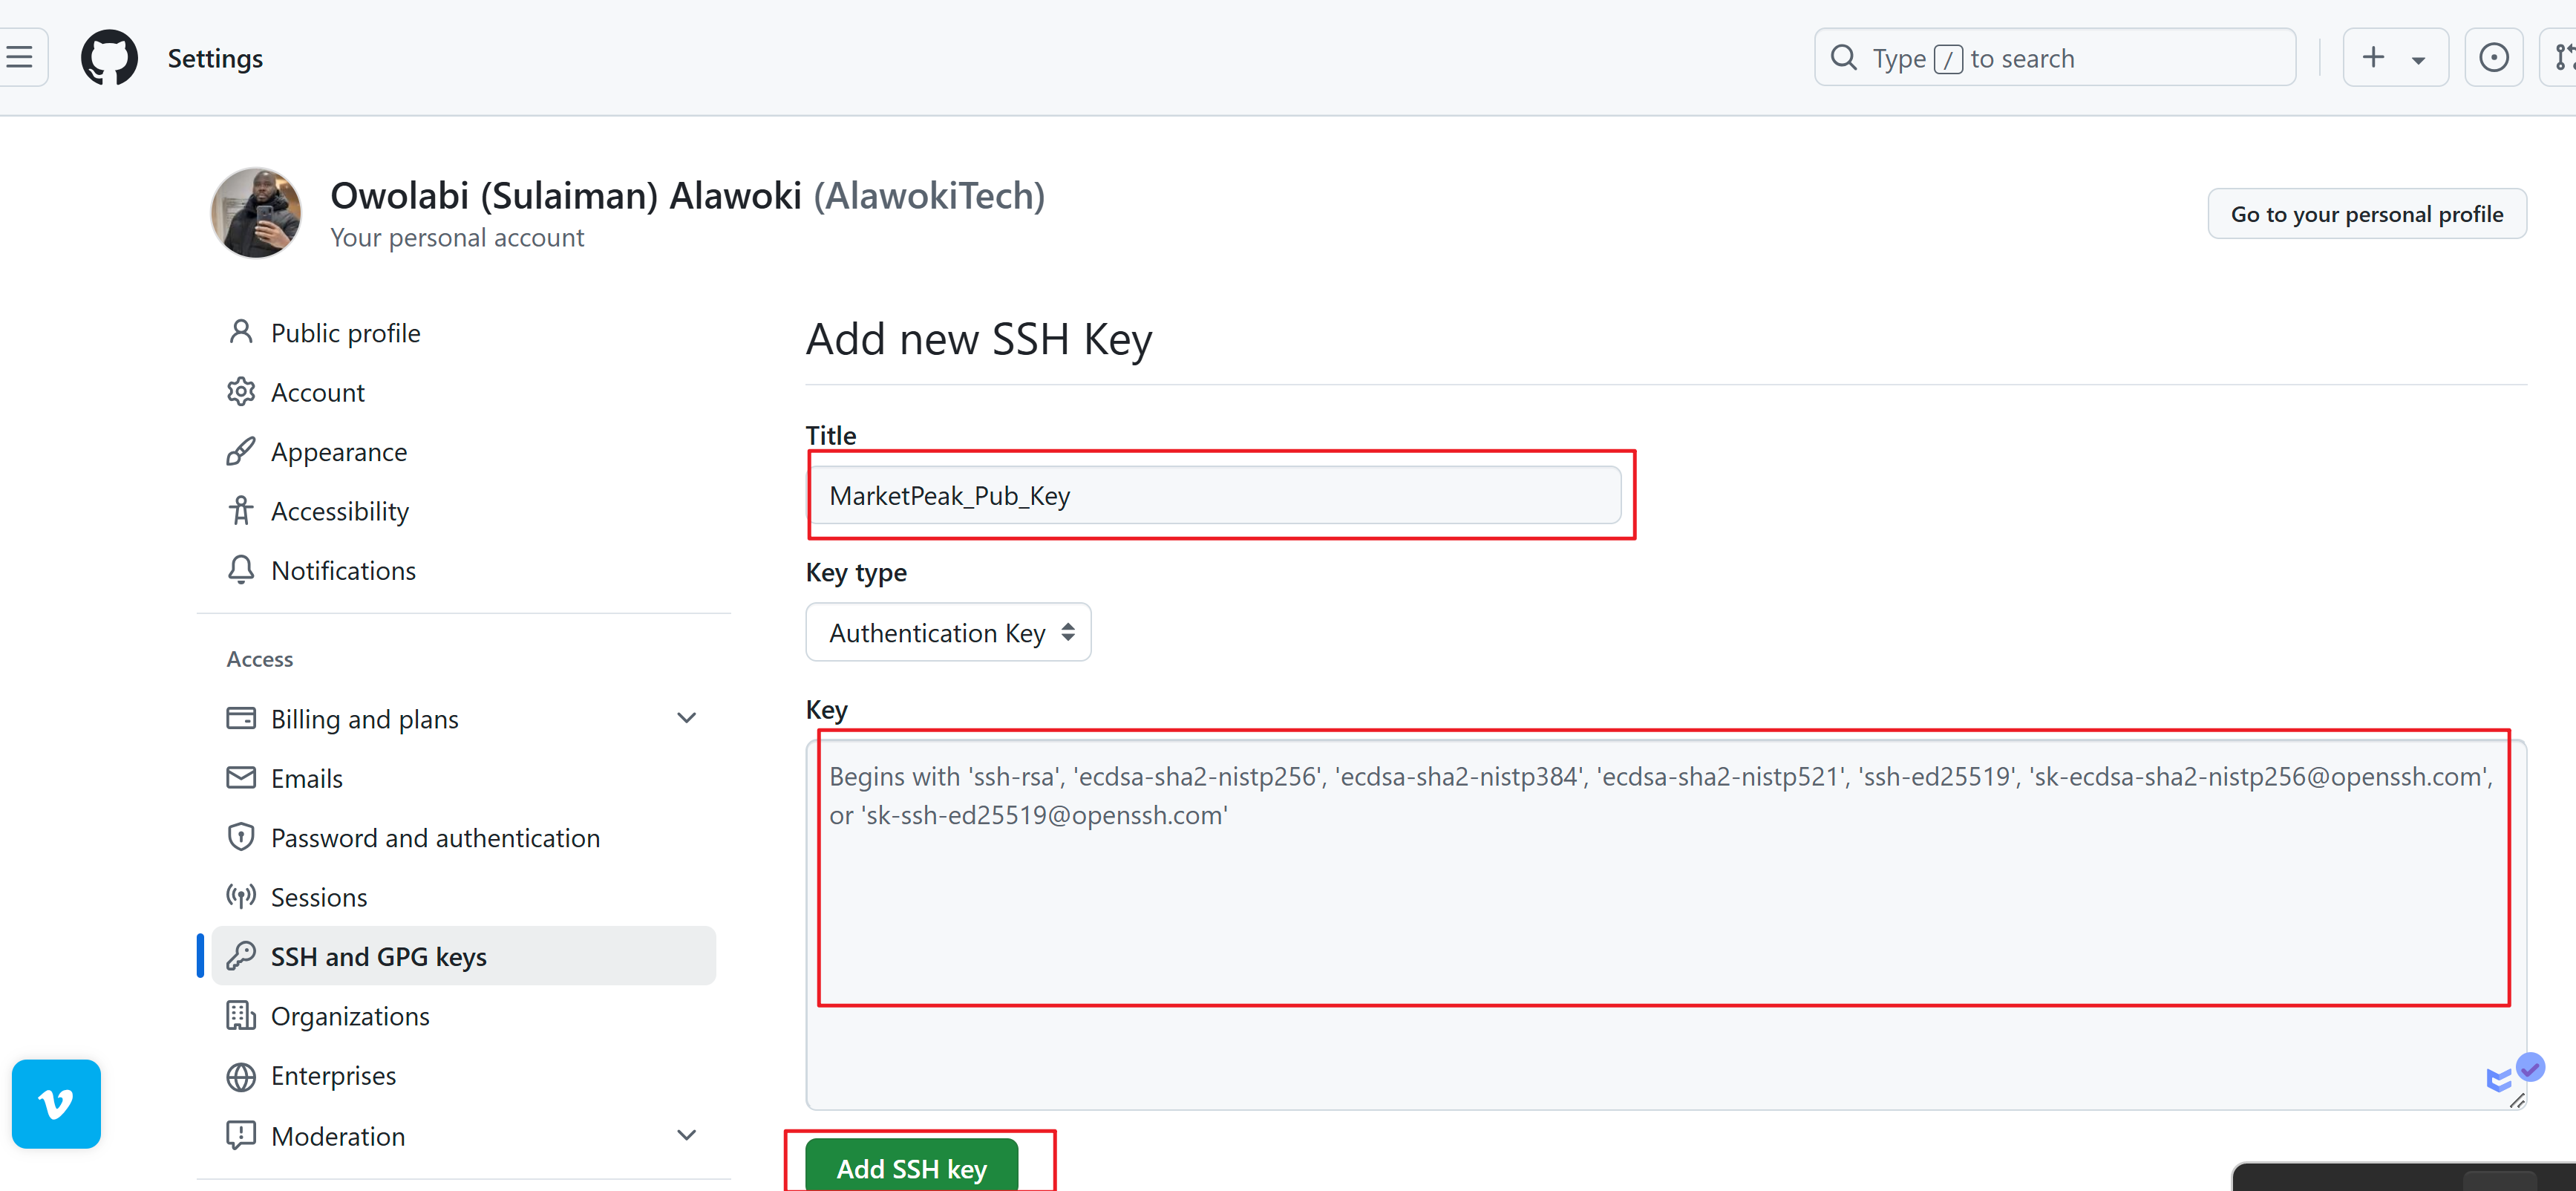 Settings
Type / to search
Owolabi (Sulaiman) Alawoki (AlawokiTech)
Your personal account
Go to your personal profile
Public profile
Account
Appearance
Accessibility
Notifications
Access
Billing and plans
Emails
Password and authentication
Sessions
SSH and GPG keys
Organizations
Enterprises
Moderation
Add new SSH Key
Title
MarketPeak_Pub_Key
Key type
Authentication Key
Key
Begins with 'ssh-rsa', 'ecdsa-sha2-nistp256', 'ecdsa-sha2-nistp384', 'ecdsa-sha2-nistp521', 'ssh-ed25519', 'sk-ecdsa-sha2-nistp256@openssh.com',
or 'sk-ssh-ed25519@openssh.com'
Add SSH key